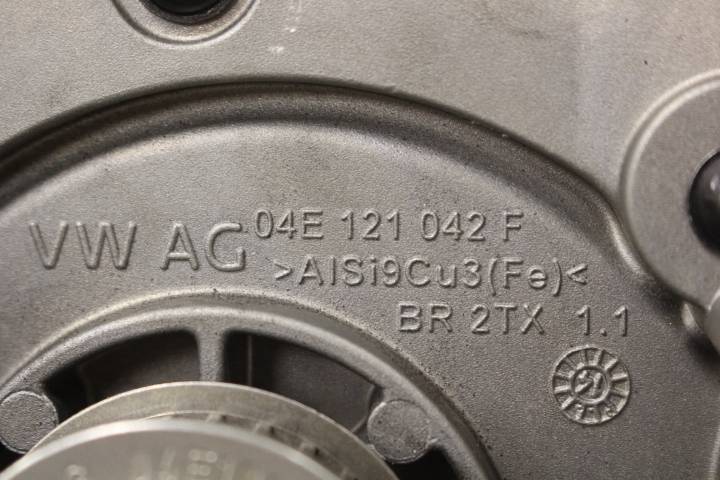 VW AG
04E 121 042 F
>AlSi9Cu3(Fe)<
BR 2TX 1.1